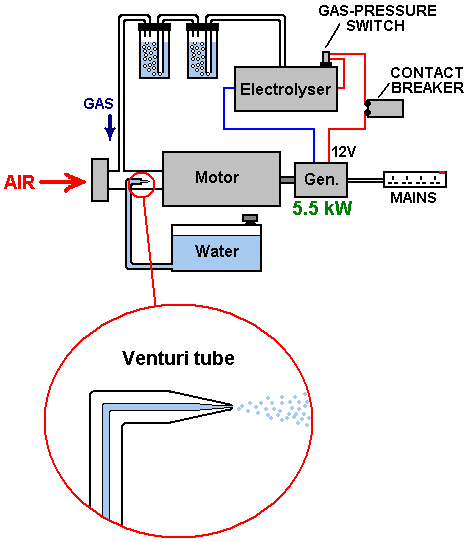 GAS-PRESSURE
SWITCH
GAS
Electrolyser
CONTACT
BREAKER
12V
AIR
Motor
Gen.
5.5 kW
MAINS
Water
Venturi tube